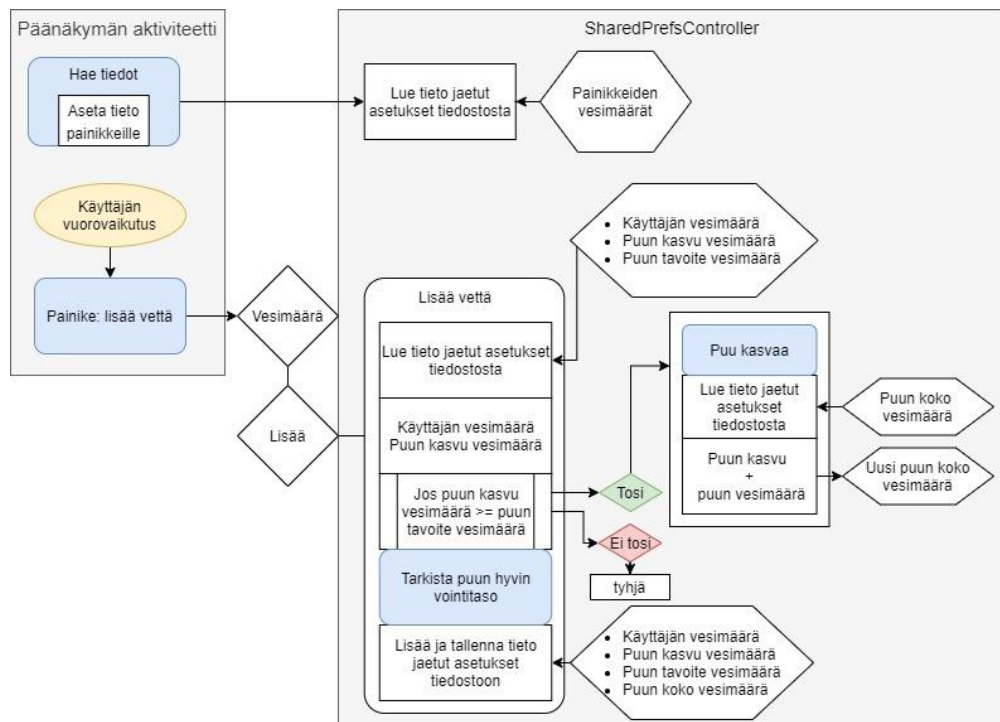 Päänäkymän aktiviteetti
Hae tiedot
Aseta tieto
painikkeille
Käyttäjän
vuorovaikutus
Painike: lisää vettä
Vesimäärä
Lisää
SharedPrefsController
Lue tieto jaetut
asetukset tiedostosta
Painikkeiden
vesimäärät
• Käyttäjän vesimäärä
• Puun kasvu vesimäärä
• Puun tavoite vesimäärä
Lisää vettä
Lue tieto jaetut asetukset
tiedostosta
Käyttäjän vesimäärä
Puun kasvu vesimäärä
Jos puun kasvu
vesimäärä >= puun
tavoite vesimäärä
Tosi
Ei tosi
tyhjä
Puu kasvaa
Lue tieto jaetut
asetukset
tiedostosta
Puun koko
vesimäärä
Puun kasvu
+
puun vesimäärä
Uusi puun koko
vesimäärä
Tarkista puun hyvin
vointitaso
Lisää ja tallenna tieto
jaetut asetukset
tiedostoon
• Käyttäjän vesimäärä
• Puun kasvu vesimäärä
• Puun tavoite vesimäärä
• Puun koko vesimäärä